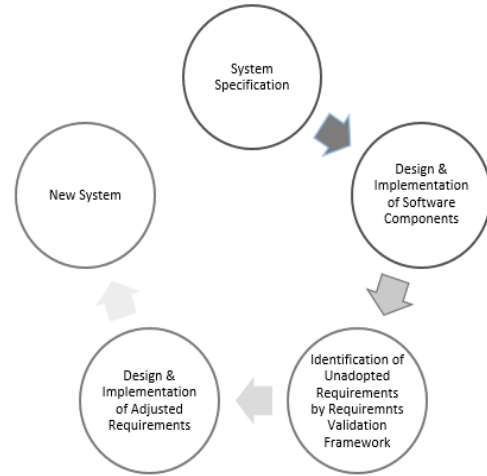 System
Specification
Design &
Implementation
of Software
Components
Identification of
Unadopted
Requirements
by Requiremnts
Validation
Framework
Design &
Implementation
of Adjusted
Requirements
New System